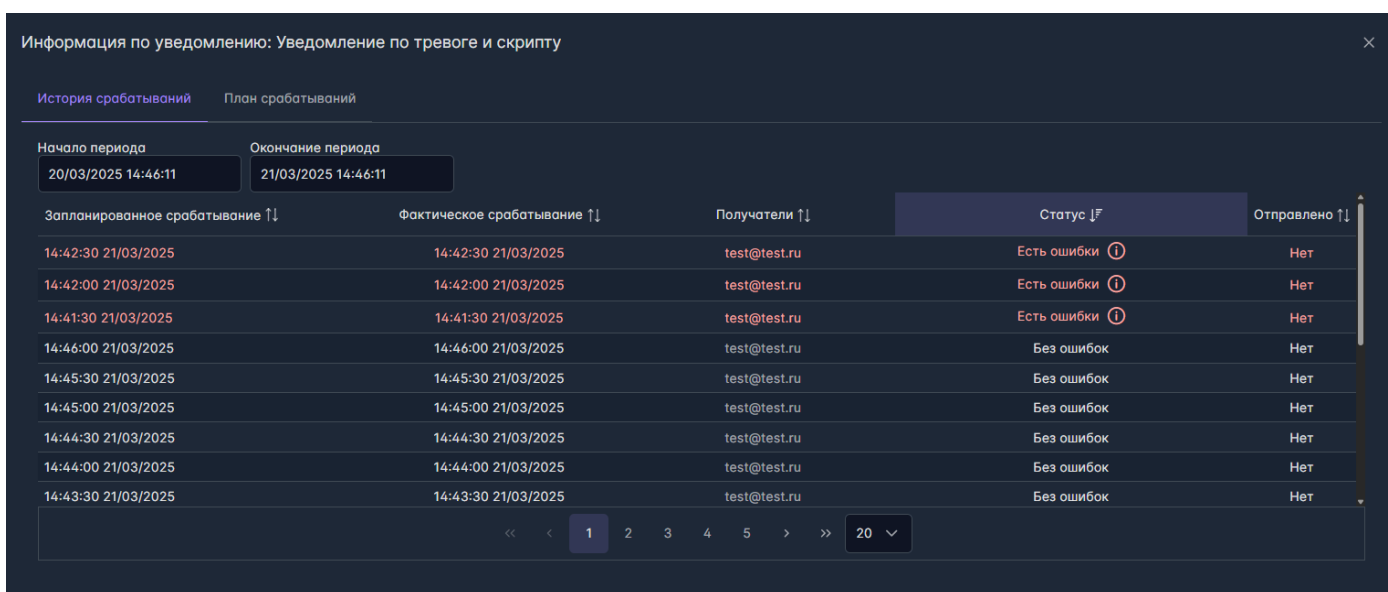 Информация по уведомлению: Уведомление по тревоге и скрипту
История срабатываний План срабатываний
Начало периода Окончание периода
20/03/2025 14:46:11 21/03/2025 14:46:11
Запланированное срабатывание Фактическое срабатывание Получатели Статус Отправлено
14:42:30 21/03/2025 14:42:30 21/03/2025 test@test.ru Есть ошибки Нет
14:42:00 21/03/2025 14:42:00 21/03/2025 test@test.ru Есть ошибки Нет
14:41:30 21/03/2025 14:41:30 21/03/2025 test@test.ru Есть ошибки Нет
14:46:00 21/03/2025 14:46:00 21/03/2025 test@test.ru Без ошибок Нет
14:45:30 21/03/2025 14:45:30 21/03/2025 test@test.ru Без ошибок Нет
14:45:00 21/03/2025 14:45:00 21/03/2025 test@test.ru Без ошибок Нет
14:44:30 21/03/2025 14:44:30 21/03/2025 test@test.ru Без ошибок Нет
14:44:00 21/03/2025 14:44:00 21/03/2025 test@test.ru Без ошибок Нет
14:43:30 21/03/2025 14:43:30 21/03/2025 test@test.ru Без ошибок Нет
« ‹ 1 2 3 4 5 › » 20